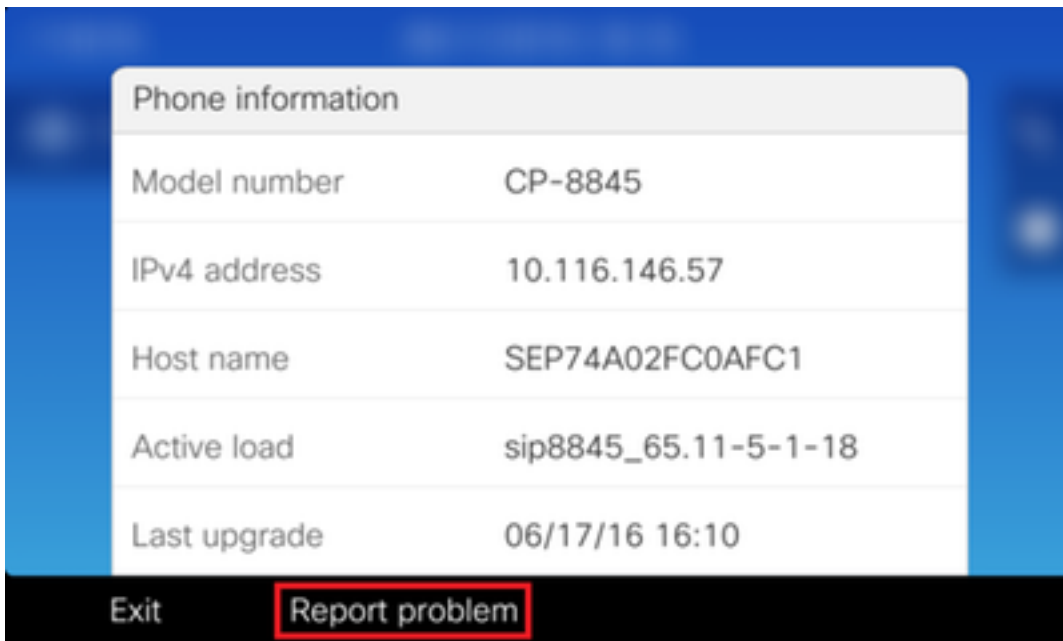 Phone information
Model number CP-8845
IPv4 address 10.116.146.57
Host name SEP74A02FC0AFC1
Active load sip8845_65.11-5-1-18
Last upgrade 06/17/16 16:10
Exit Report problem